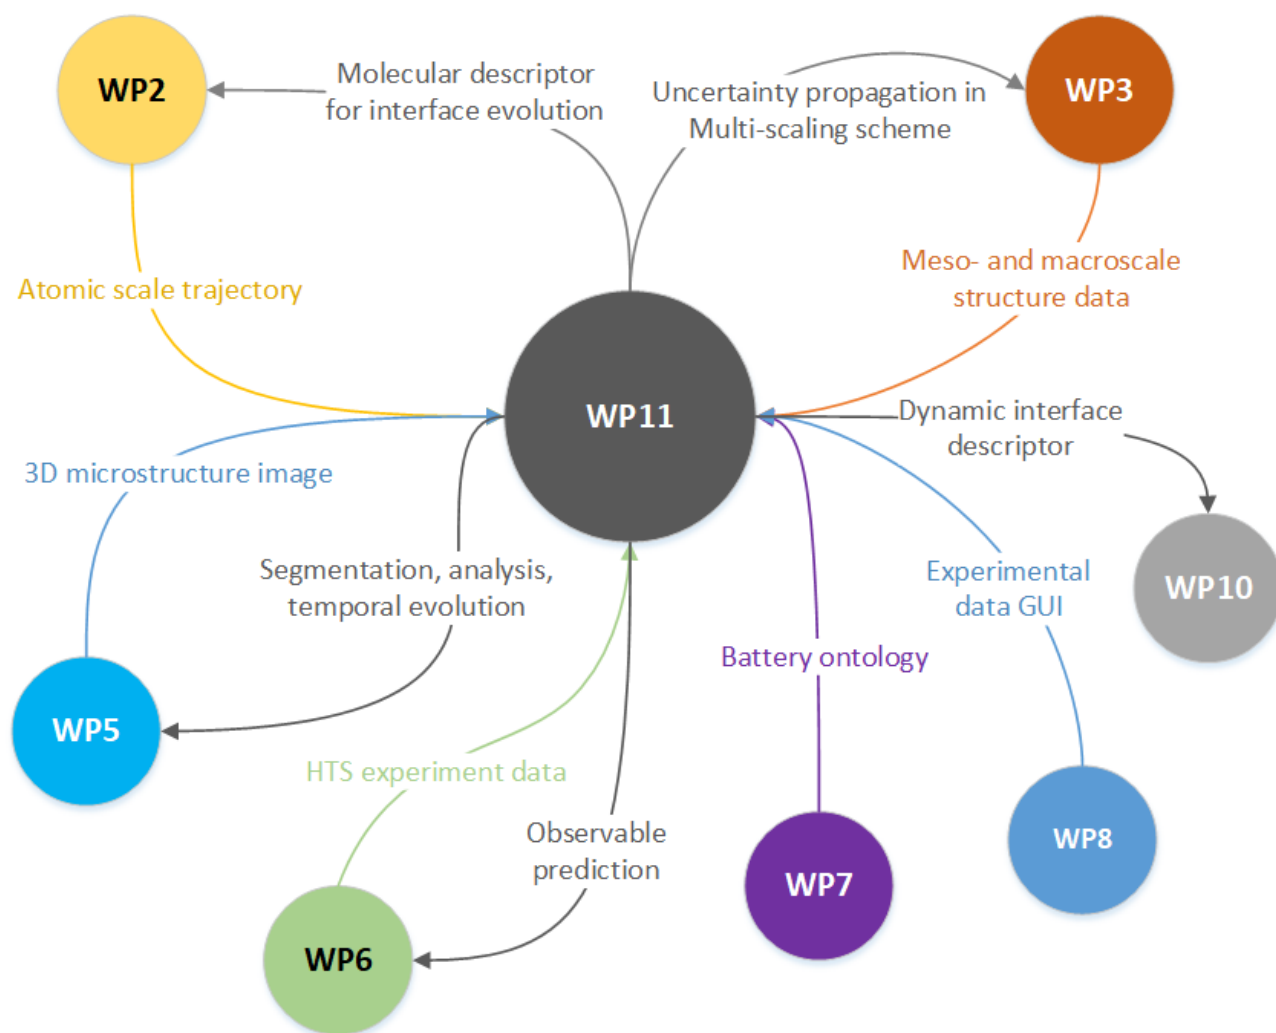 WP2
Molecular descriptor
for interface evolution
Uncertainty propagation in
Multi-scaling scheme
WP3
Atomic scale trajectory
Meso- and macroscale
structure data
WP11
Dynamic interface
descriptor
3D microstructure image
Segmentation, analysis,
temporal evolution
Experimental
data GUI
WP10
Battery ontology
WP5
HTS experiment data
Observable
prediction
WP8
WP7
WP6